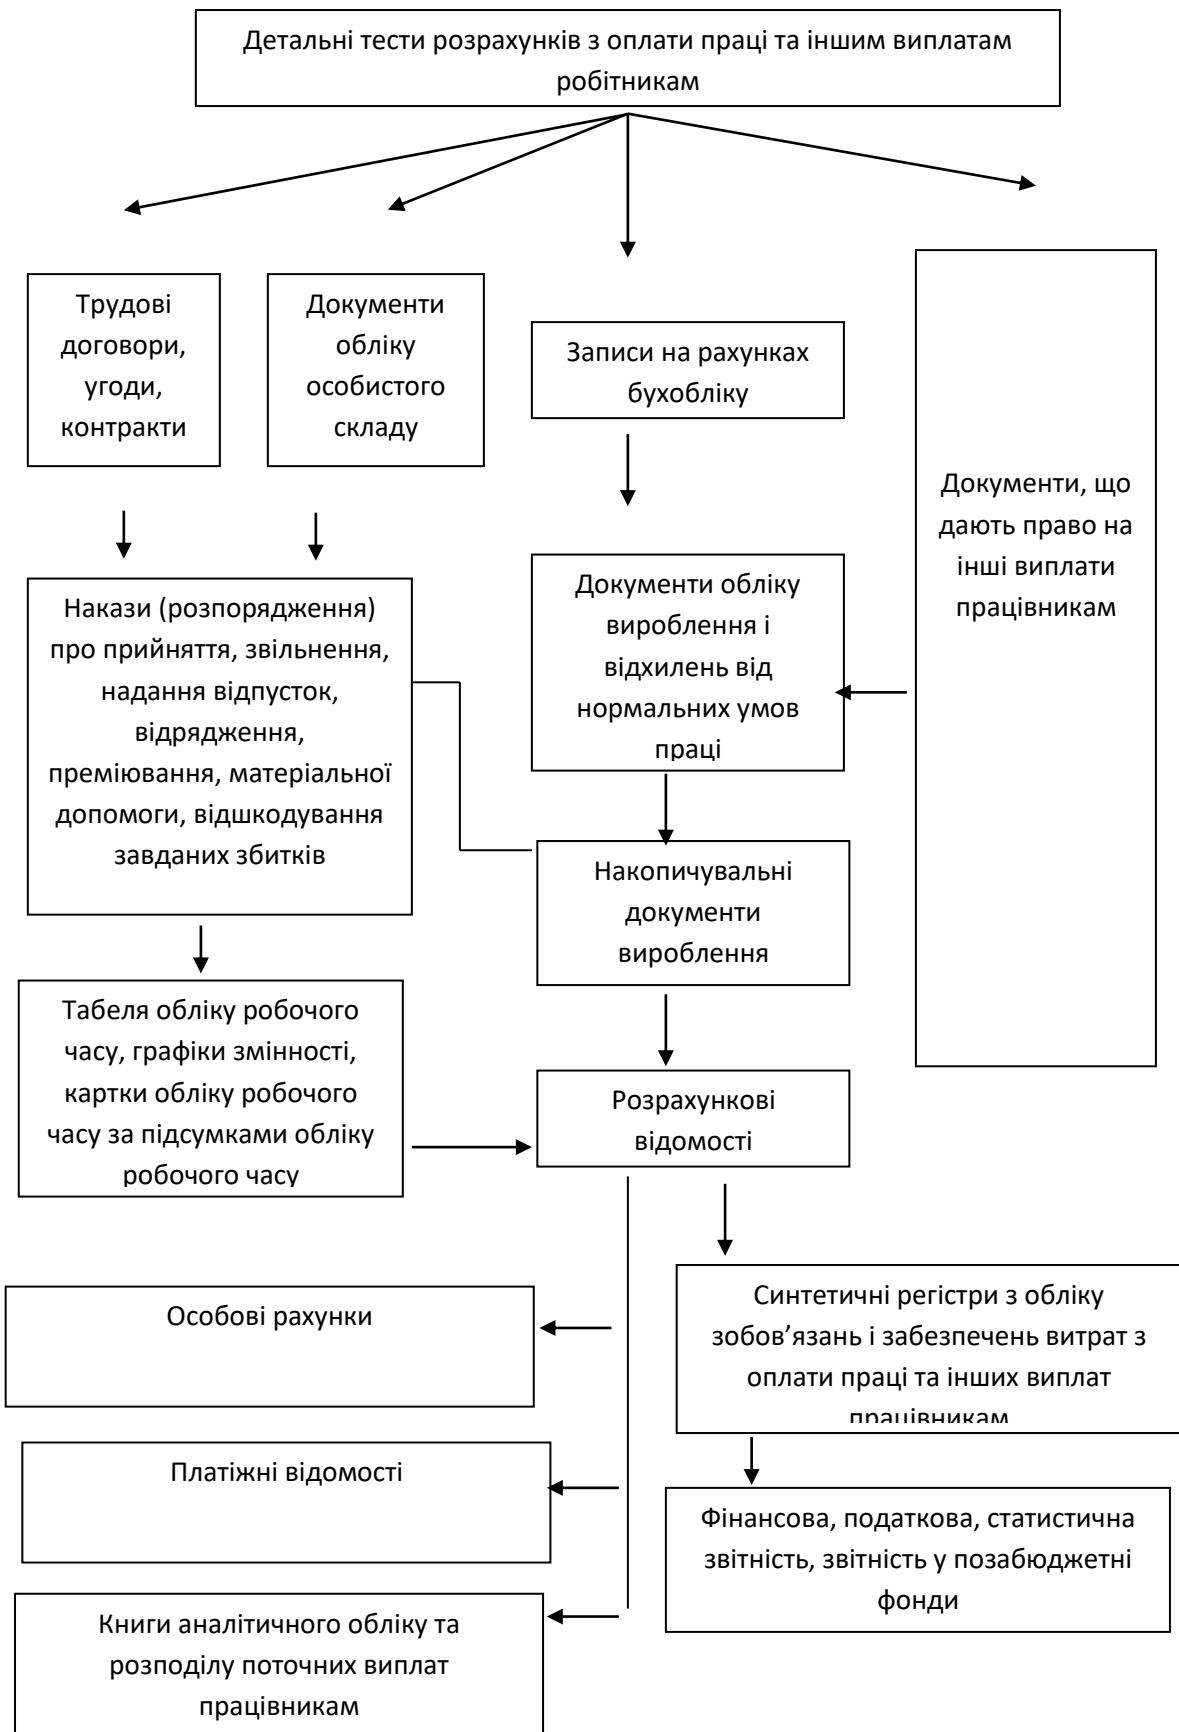 Детальні тести розрахунків з оплати праці та іншим виплатам
робітникам
Трудові
договори,
угоди,
контракти
Документи
обліку
особистого
складу
Записи на рахунках
бухобліку
Документи, що
дають право на
інші виплати
працівникам
Накази (розпорядження)
про прийняття, звільнення,
надання відпусток,
відрядження,
преміювання, матеріальної
допомоги, відшкодування
завданих збитків
Документи обліку
вироблення і
відхилень від
нормальних умов
праці
Накопичувальні
документи
вироблення
Табеля обліку робочого
часу, графіки змінності,
картки обліку робочого
часу за підсумками обліку
робочого часу
Розрахункові
відомості
Особові рахунки
Синтетичні регістри з обліку
зобов’язань і забезпечень витрат з
оплати праці та інших виплат
працівникам
Платіжні відомості
Фінансова, податкова, статистична
звітність, звітність у позабюджетні
фонди
Книги аналітичного обліку та
розподілу поточних виплат
працівникам